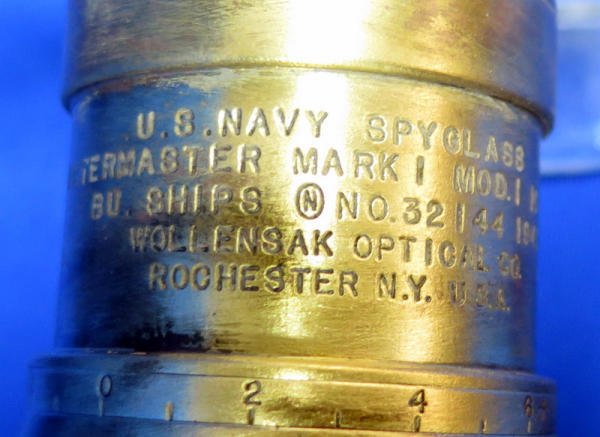 U.S. NAVY SPYGLASS
TERMASTER MARK I MOD. I
BU. SHIPS Ⓝ NO. 32144 194
WOLLENSAK OPTICAL CO.
ROCHESTER N.Y. U.S.A.
0 2 4 6